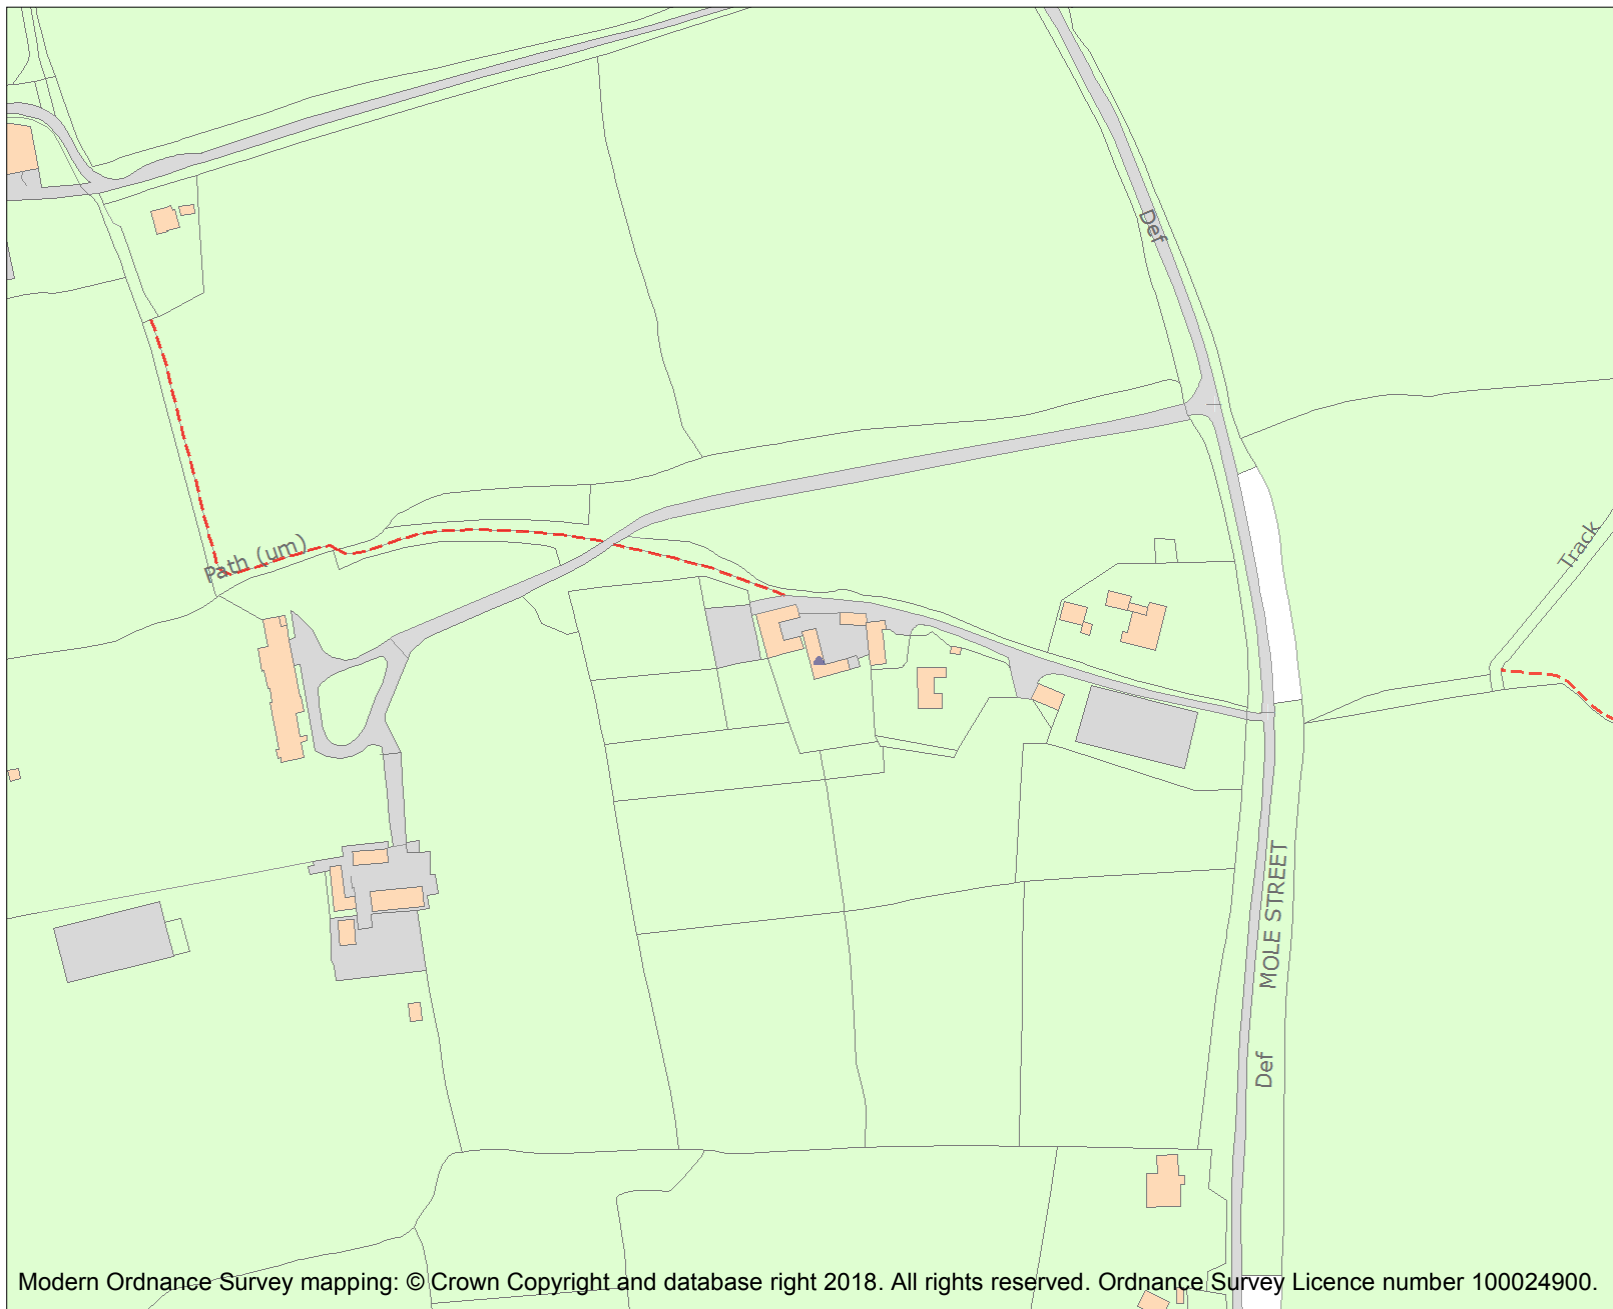 Def
Track
Path (um)
MOLE STREET
Def
Modern Ordnance Survey mapping: © Crown Copyright and database right 2018. All rights reserved. Ordnance Survey Licence number 100024900.